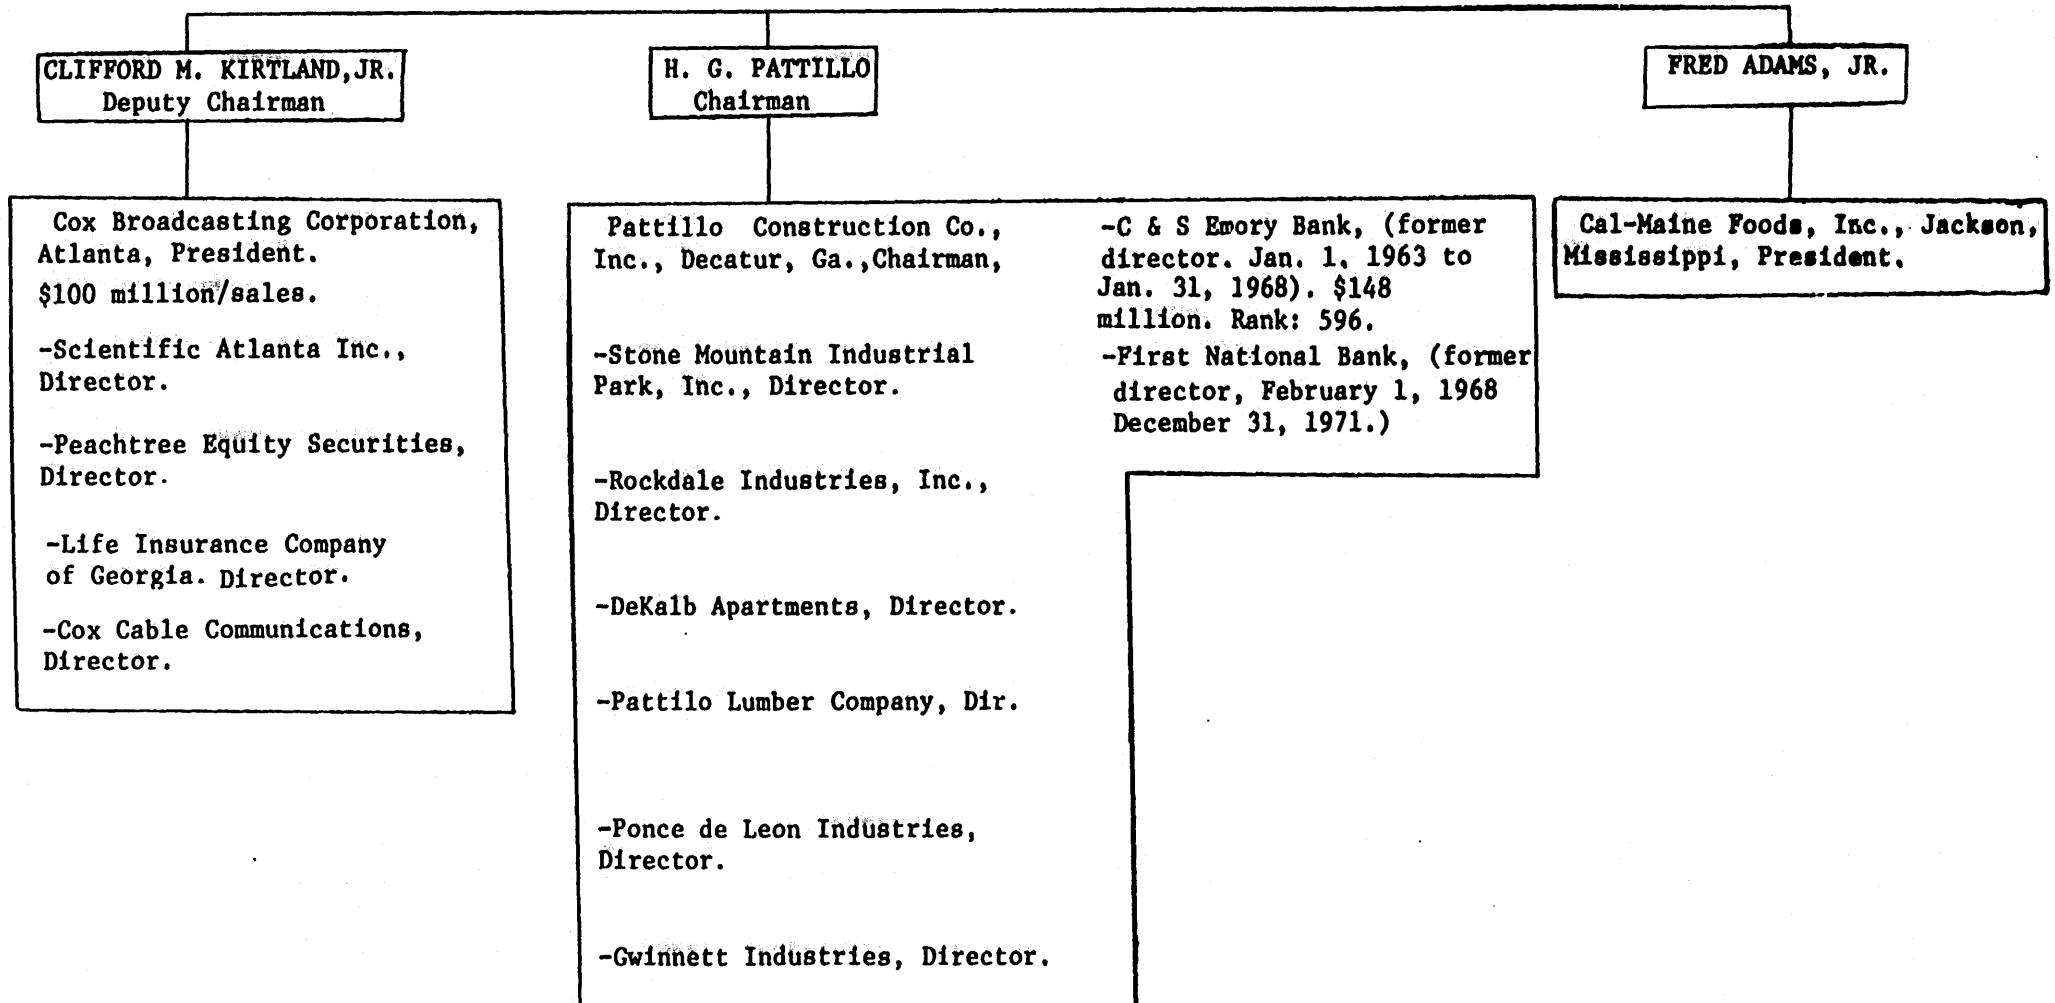 CLIFFORD M. KIRTLAND,JR.
Deputy Chairman
H. G. PATTILLO
Chairman
FRED ADAMS, JR.
Cox Broadcasting Corporation,
Atlanta, President.
$100 million/sales.
-Scientific Atlanta Inc.,
Director.
-Peachtree Equity Securities,
Director.
-Life Insurance Company
of Georgia. Director.
-Cox Cable Communications,
Director.
Pattillo Construction Co.,
Inc., Decatur, Ga.,Chairman,
-Stone Mountain Industrial
Park, Inc., Director.
-Rockdale Industries, Inc.,
Director.
-DeKalb Apartments, Director.
-Pattilo Lumber Company, Dir.
-Ponce de Leon Industries,
Director.
-Gwinnett Industries, Director.
-C & S Emory Bank, (former
director. Jan. 1, 1963 to
Jan. 31, 1968). $148
million. Rank: 596.
-First National Bank, (former
director, February 1, 1968
December 31, 1971.)
Cal-Maine Foods, Inc., Jackson,
Mississippi, President.